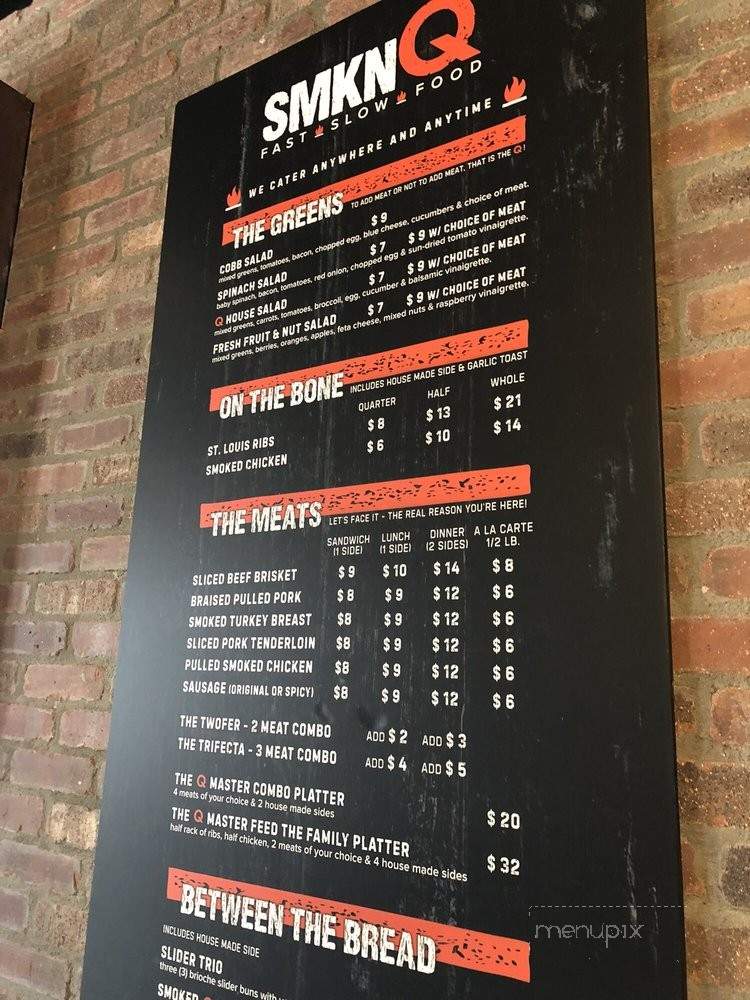 SMKNQ
FAST SLOW FOOD
WE CATER ANYWHERE AND ANYTIME
THE GREENS TO ADD MEAT OR NOT TO ADD MEAT. THAT IS THE Q!
COBB SALAD $9
mixed greens, tomatoes, bacon, chopped egg, blue cheese, cucumbers & choice of meat.
SPINACH SALAD $7 $9 W/ CHOICE OF MEAT
baby spinach, bacon, tomatoes, red onion, chopped egg & sun-dried tomato vinaigrette.
Q HOUSE SALAD $7 $9 W/ CHOICE OF MEAT
mixed greens, carrots, tomatoes, broccoli, egg, cucumber & balsamic vinaigrette.
FRESH FRUIT & NUT SALAD $7 $9 W/ CHOICE OF MEAT
mixed greens, berries, oranges, apples, feta cheese, mixed nuts & raspberry vinaigrette.
ON THE BONE INCLUDES HOUSE MADE SIDE & GARLIC TOAST
QUARTER HALF WHOLE
ST. LOUIS RIBS $8 $13 $21
SMOKED CHICKEN $6 $10 $14
THE MEATS LET'S FACE IT - THE REAL REASON YOU'RE HERE!
SANDWICH LUNCH DINNER A LA CARTE
(1 SIDE) (1 SIDE) (2 SIDES) 1/2 LB.
SLICED BEEF BRISKET $9 $10 $14 $8
BRAISED PULLED PORK $8 $9 $12 $6
SMOKED TURKEY BREAST $8 $9 $12 $6
SLICED PORK TENDERLOIN $8 $9 $12 $6
PULLED SMOKED CHICKEN $8 $9 $12 $6
SAUSAGE (ORIGINAL OR SPICY) $8 $9 $12 $6
THE TWOFER - 2 MEAT COMBO ADD $2 ADD $3
THE TRIFECTA - 3 MEAT COMBO ADD $4 ADD $5
THE Q MASTER COMBO PLATTER $20
4 meats of your choice & 2 house made sides
THE Q MASTER FEED THE FAMILY PLATTER $32
half rack of ribs, half chicken, 2 meats of your choice & 4 house made sides
BETWEEN THE BREAD
INCLUDES HOUSE MADE SIDE
SLIDER TRIO
three (3) brioche slider buns with
SMOKED
menupix